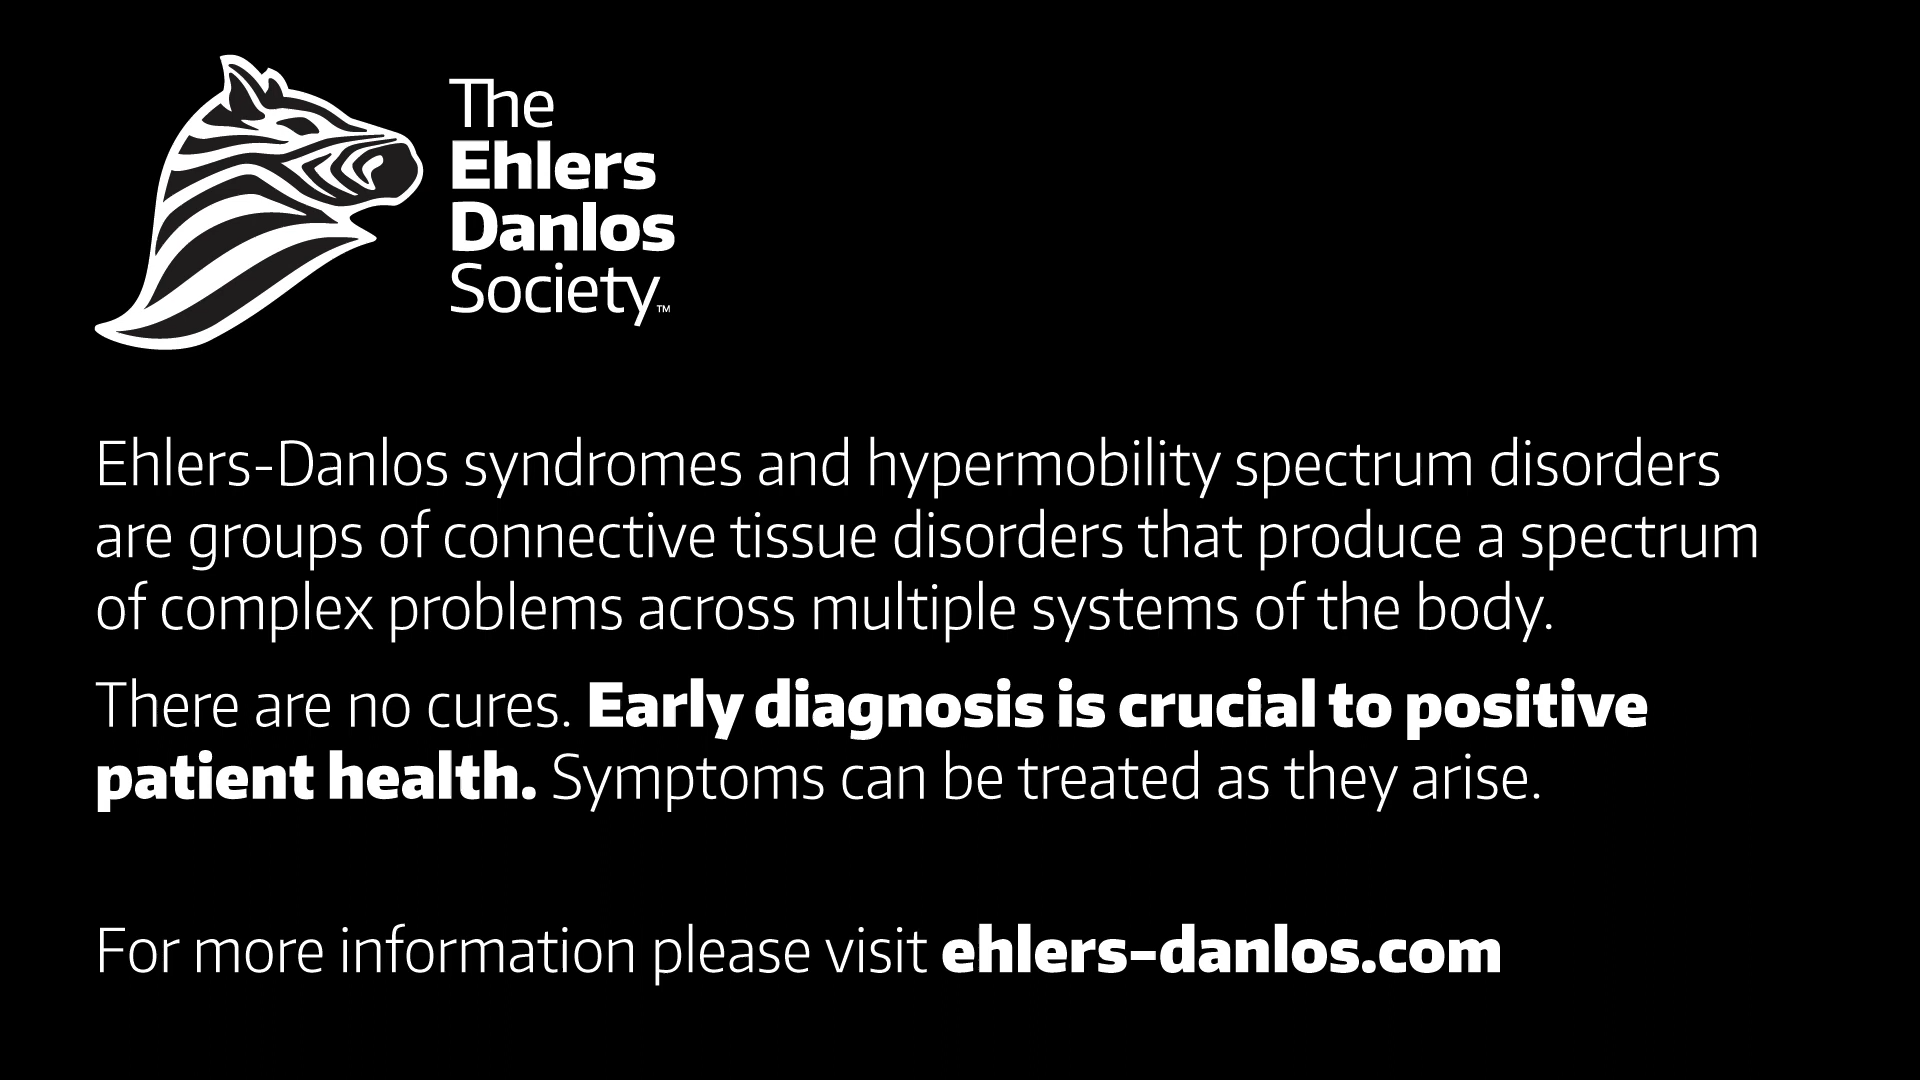 The
Ehlers
Danlos
Society™
Ehlers-Danlos syndromes and hypermobility spectrum disorders
are groups of connective tissue disorders that produce a spectrum
of complex problems across multiple systems of the body.
There are no cures. Early diagnosis is crucial to positive
patient health. Symptoms can be treated as they arise.
For more information please visit ehlers-danlos.com